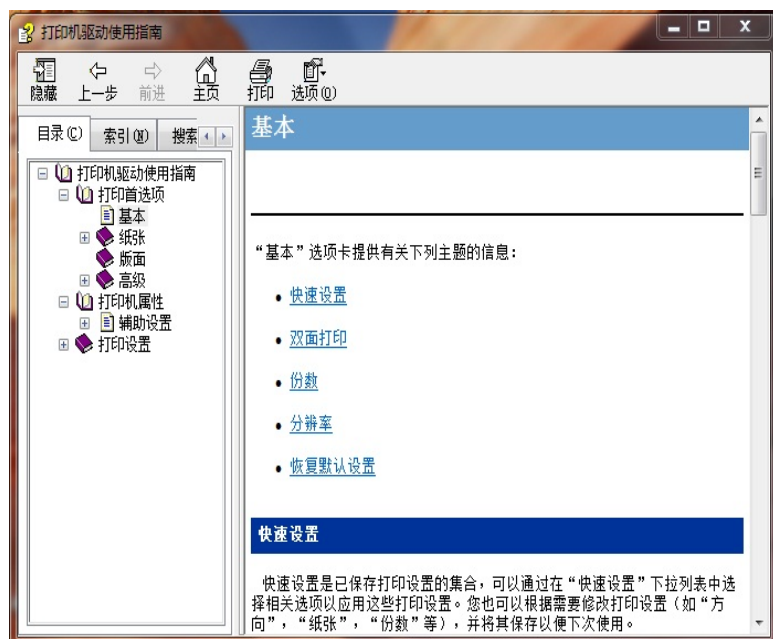 打印机驱动使用指南
隐藏 上一步 前进 主页 打印 选项(O)
目录(C) 索引(N) 搜索
打印机驱动使用指南
打印首选项
基本
纸张
版面
高级
打印机属性
辅助设置
打印设置
基本
“基本”选项卡提供有关下列主题的信息：
• 快速设置
• 双面打印
• 份数
• 分辨率
• 恢复默认设置
快速设置
快速设置是已保存打印设置的集合，可以通过在“快速设置”下拉列表中选
择相关选项以应用这些打印设置。您也可以根据需要修改打印设置（如“方
向”，“纸张”，“份数”等），并将其保存以便下次使用。